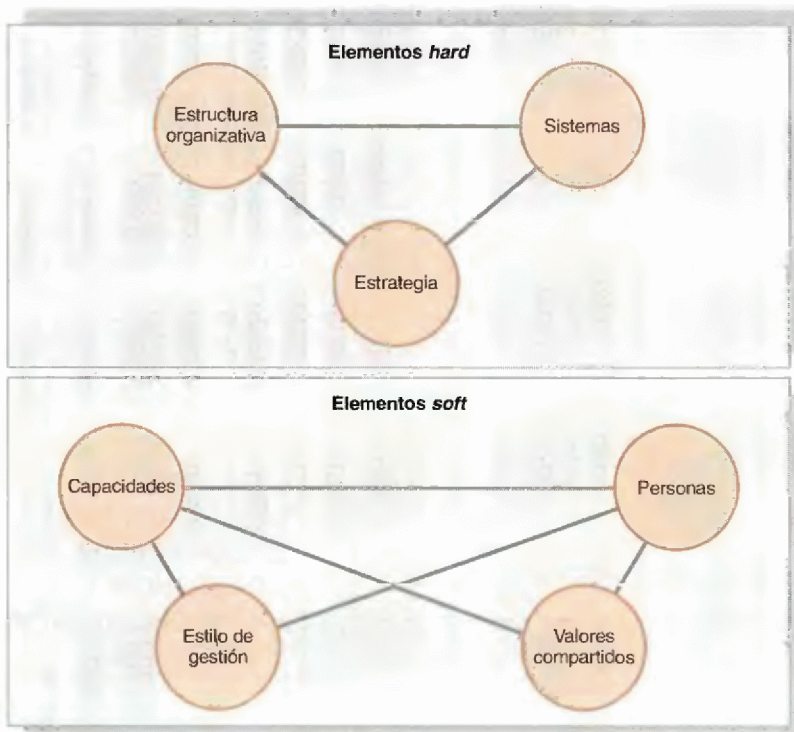 Elementos hard
Estructura
organizativa
Sistemas
Estrategia
Elementos soft
Capacidades
Personas
Estilo de
gestión
Valores
compartidos